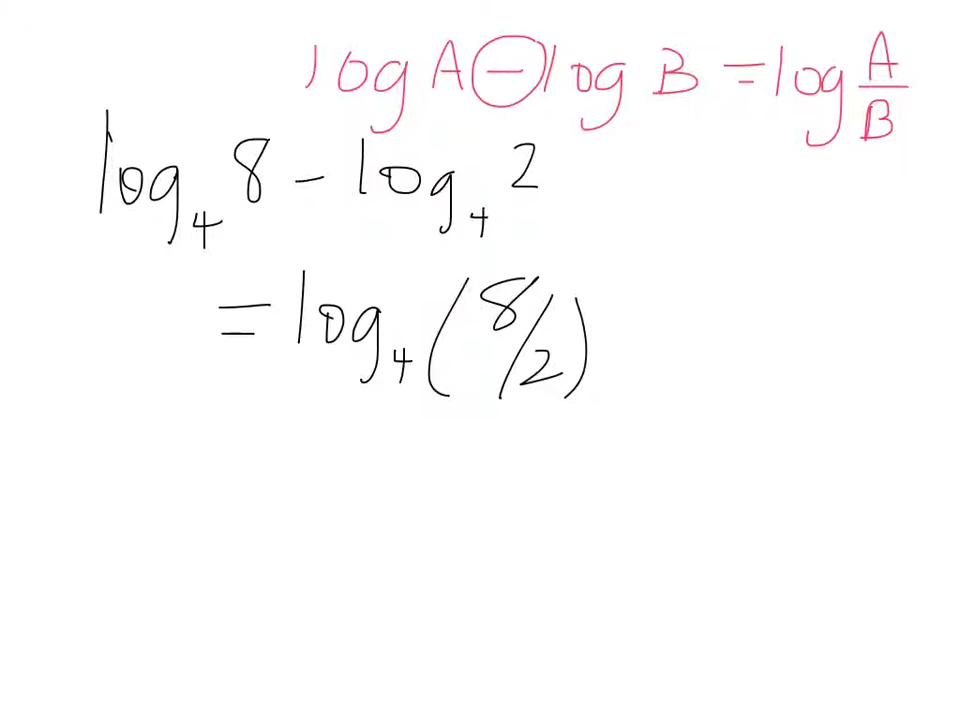 log A - log B = log A/B
log₄ 8 - log₄ 2
= log₄ (8/2)